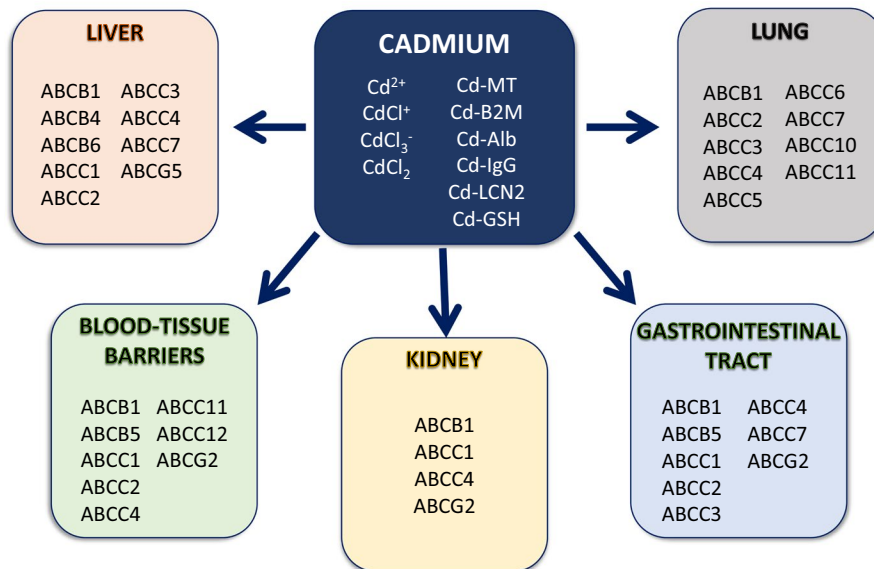 LIVER
ABCB1 ABCC3
ABCB4 ABCC4
ABCB6 ABCC7
ABCC1 ABCG5
ABCC2
CADMIUM
Cd²⁺ Cd-MT
CdCl⁺ Cd-B2M
CdCl₃⁻ Cd-Alb
CdCl₂ Cd-IgG
Cd-LCN2
Cd-GSH
LUNG
ABCB1 ABCC6
ABCC2 ABCC7
ABCC3 ABCC10
ABCC4 ABCC11
ABCC5
BLOOD-TISSUE
BARRIERS
ABCB1 ABCC11
ABCB5 ABCC12
ABCC1 ABCG2
ABCC2
ABCC4
KIDNEY
ABCB1
ABCC1
ABCC4
ABCG2
GASTROINTESTINAL
TRACT
ABCB1 ABCC4
ABCB5 ABCC7
ABCC1 ABCG2
ABCC2
ABCC3